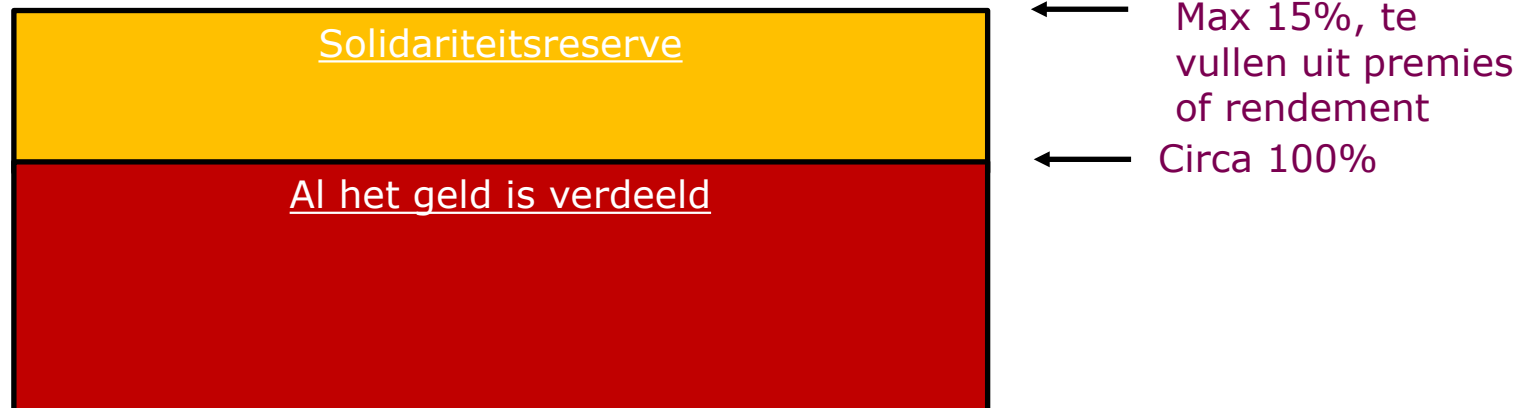 Solidariteitsreserve
Max 15%, te
vullen uit premies
of rendement
Circa 100%
Al het geld is verdeeld